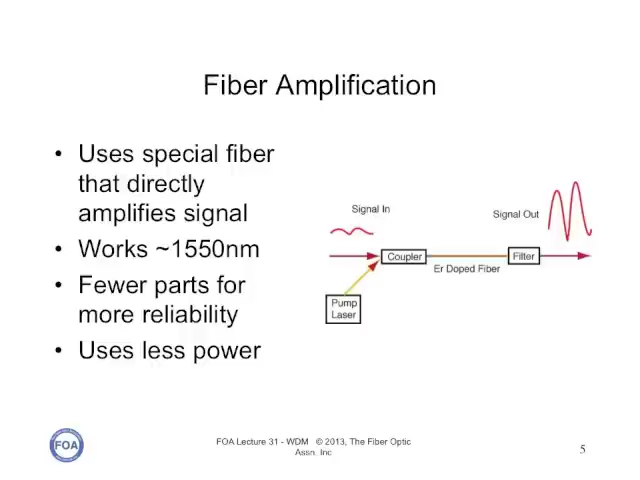 Fiber Amplification
• Uses special fiber
that directly
amplifies signal
• Works ~1550nm
• Fewer parts for
more reliability
• Uses less power
Signal In
Signal Out
Coupler
Filter
Er Doped Fiber
Pump
Laser
FOA
FOA Lecture 31 - WDM © 2013, The Fiber Optic
Assn. Inc
5